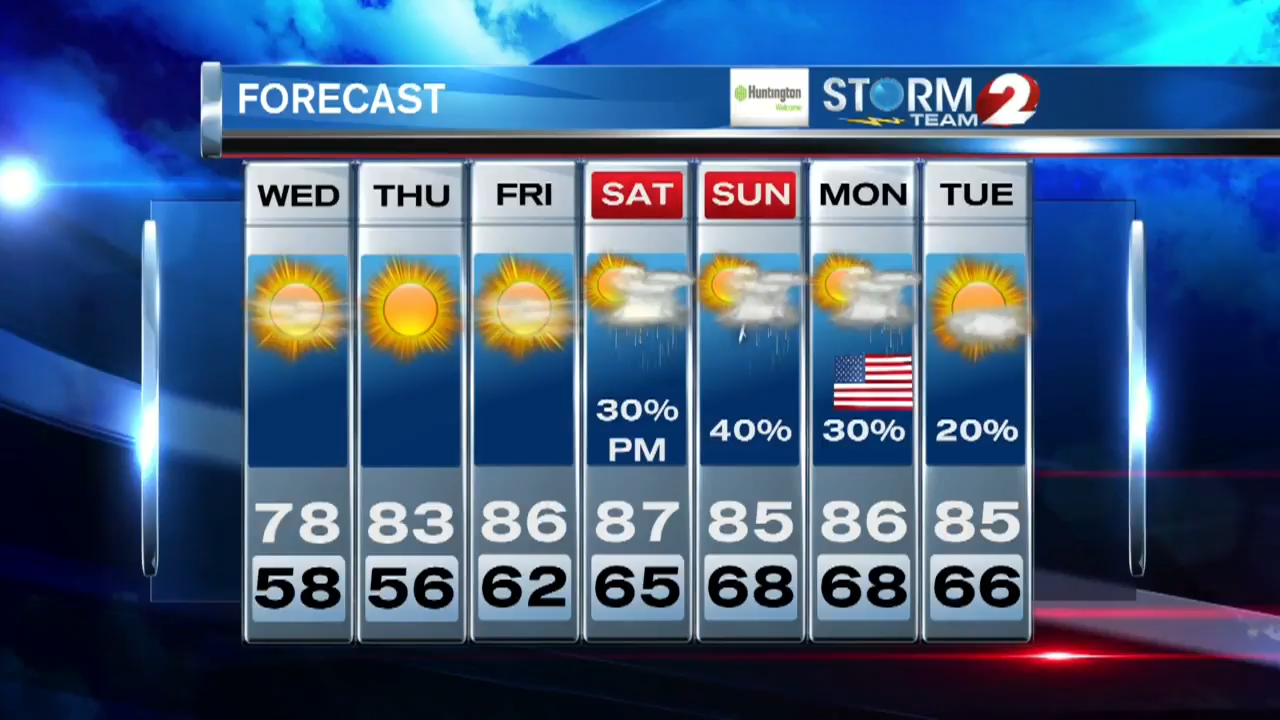 FORECAST
Huntington
Welcome.
STORM
TEAM 2
WED THU FRI SAT SUN MON TUE
30%
PM
40% 30% 20%
78 83 86 87 85 86 85
58 56 62 65 68 68 66